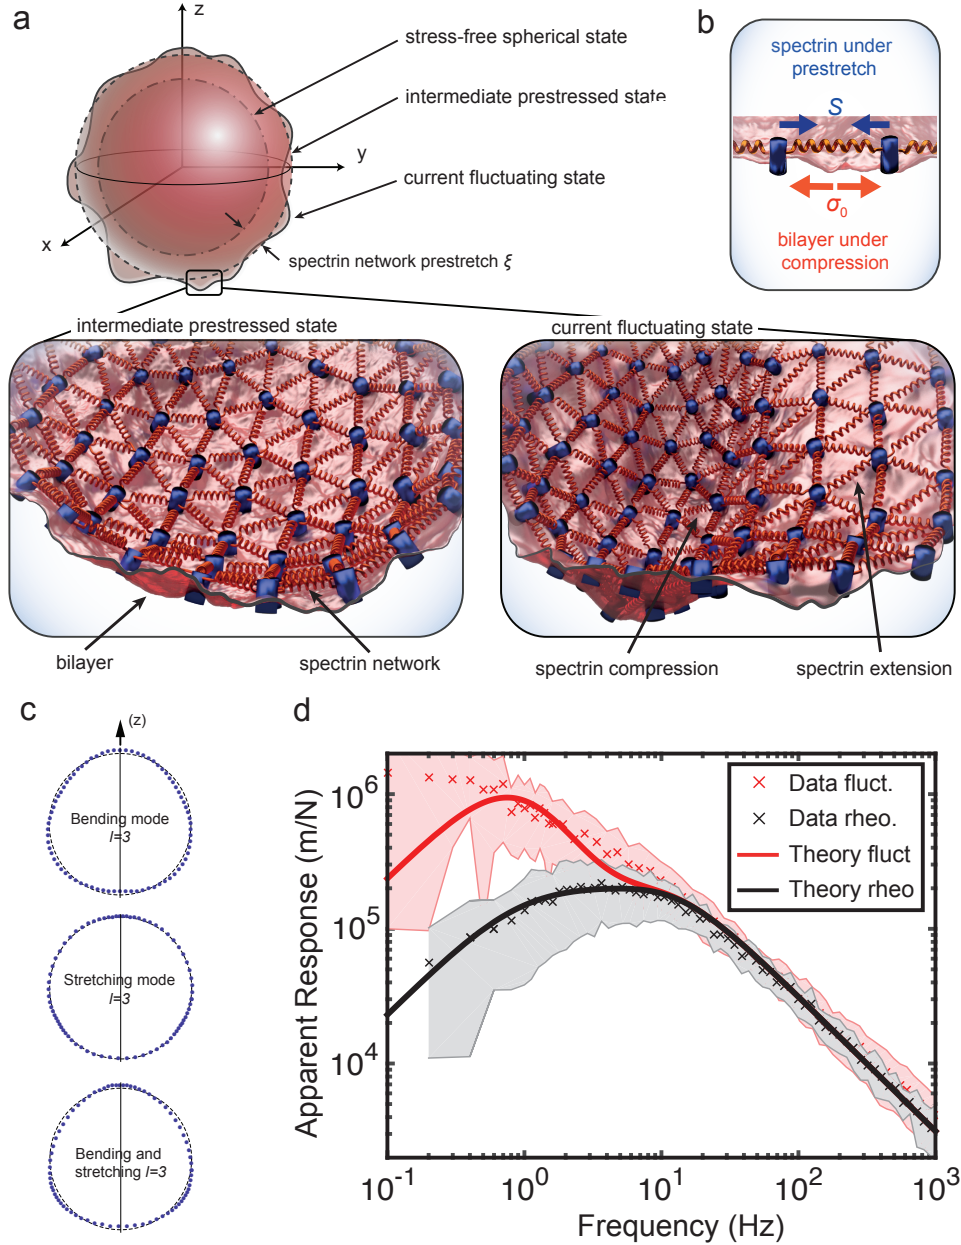 a
z
stress-free spherical state
intermediate prestressed state
y
current fluctuating state
x
spectrin network prestretch ξ
b
spectrin under
prestretch
S
σ0
bilayer under
compression
intermediate prestressed state
current fluctuating state
bilayer
spectrin network
spectrin compression
spectrin extension
c
(z)
Bending mode
l=3
Stretching mode
l=3
Bending and
stretching l=3
d
Apparent Response (m/N)
10^6
10^5
10^4
Data fluct.
Data rheo.
Theory fluct
Theory rheo
10^-1
10^0
10^1
10^2
10^3
Frequency (Hz)